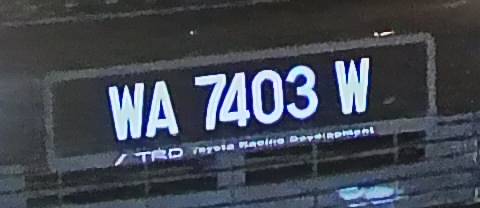 WA 7403 W
TRD Toyota Racing Development